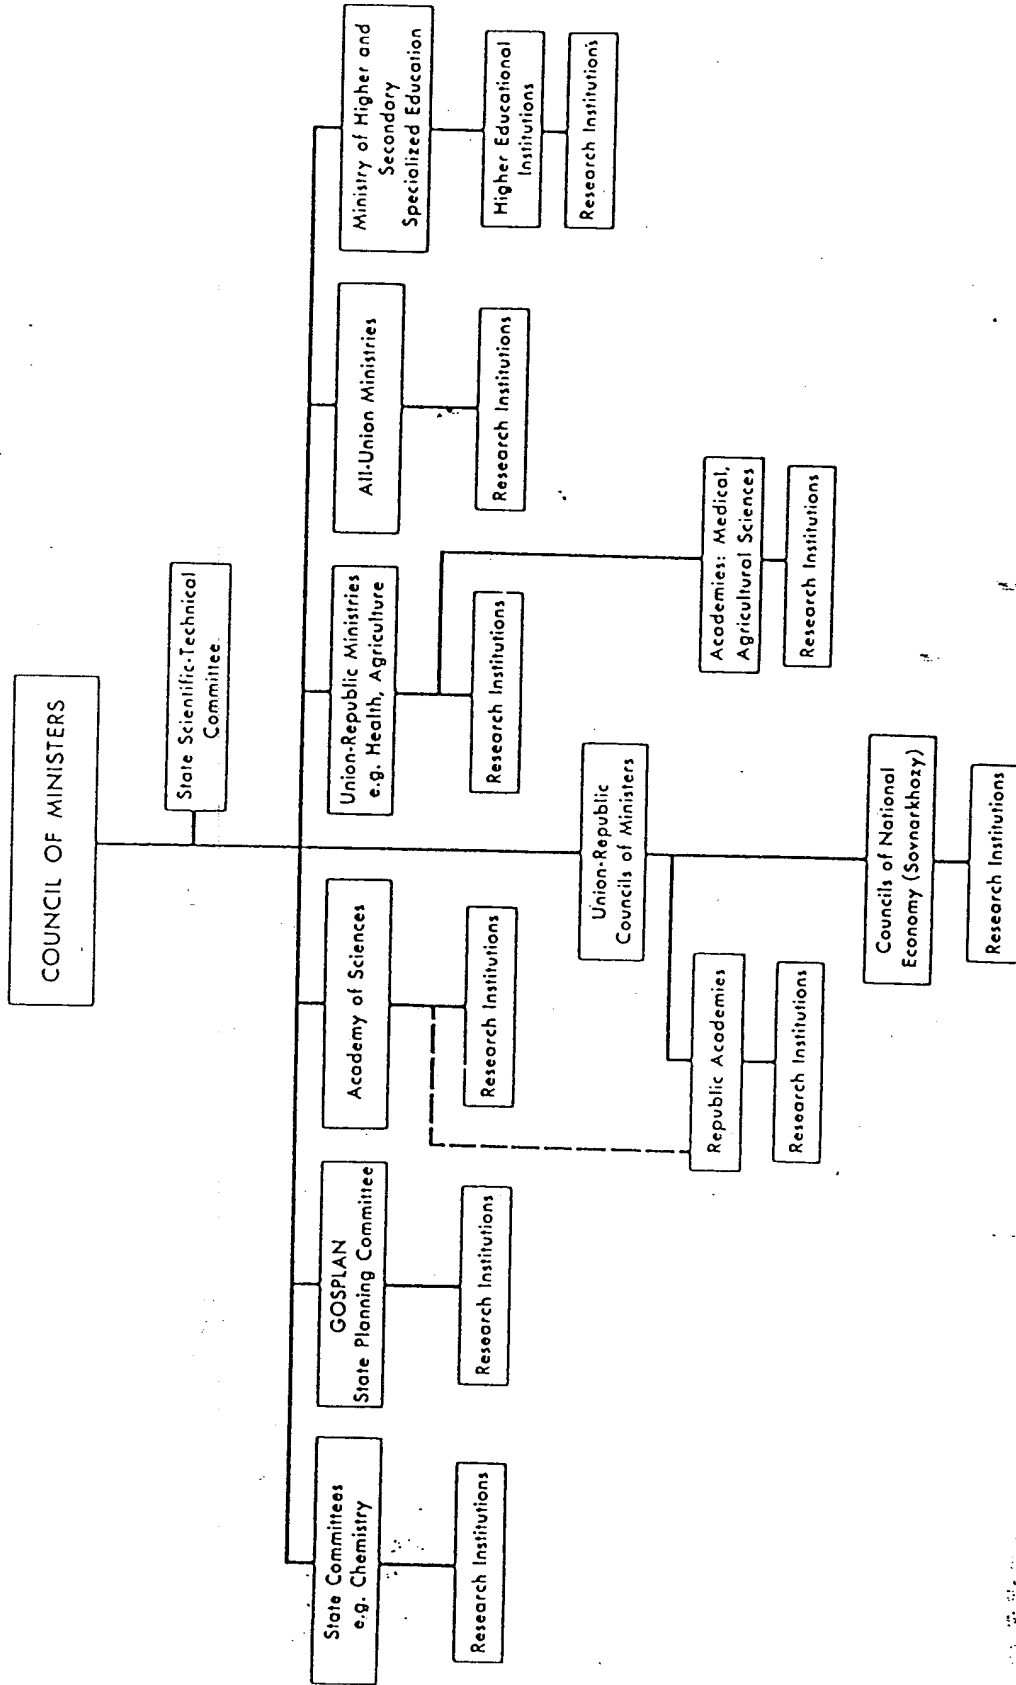 COUNCIL OF MINISTERS
State Scientific-Technical
Committee
State Committees
e.g. Chemistry
Research Institutions
GOSPLAN
State Planning Committee
Research Institutions
Academy of Sciences
Research Institutions
Union-Republic Ministries
e.g. Health, Agriculture
Research Institutions
All-Union Ministries
Research Institutions
Ministry of Higher and
Secondary
Specialized Education
Higher Educational
Institutions
Research Institutions
Union-Republic
Councils of Ministers
Republic Academies
Research Institutions
Academies: Medical,
Agricultural Sciences
Research Institutions
Councils of National
Economy (Sovnarkhozy)
Research Institutions